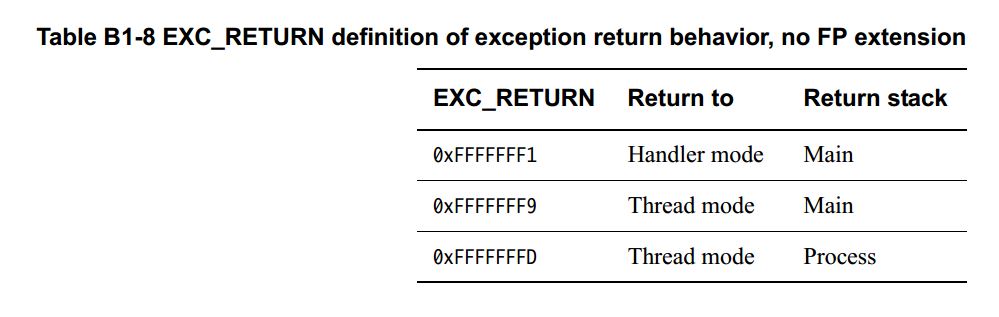 Table B1-8 EXC_RETURN definition of exception return behavior, no FP extension
EXC_RETURN Return to Return stack
0xFFFFFFF1 Handler mode Main
0xFFFFFFF9 Thread mode Main
0xFFFFFFFD Thread mode Process